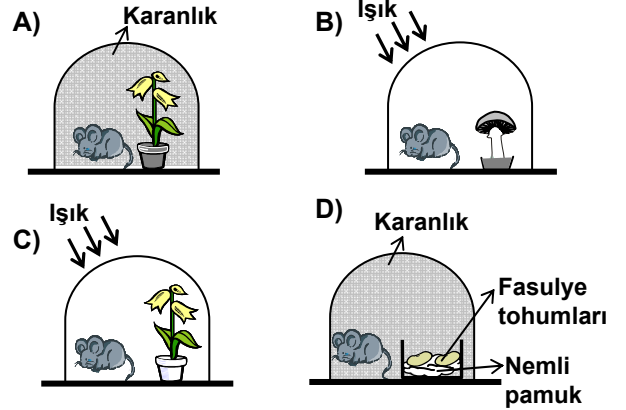 A)
Karanlık
B)
Işık
C)
Işık
D)
Karanlık
Fasulye
tohumları
Nemli
pamuk